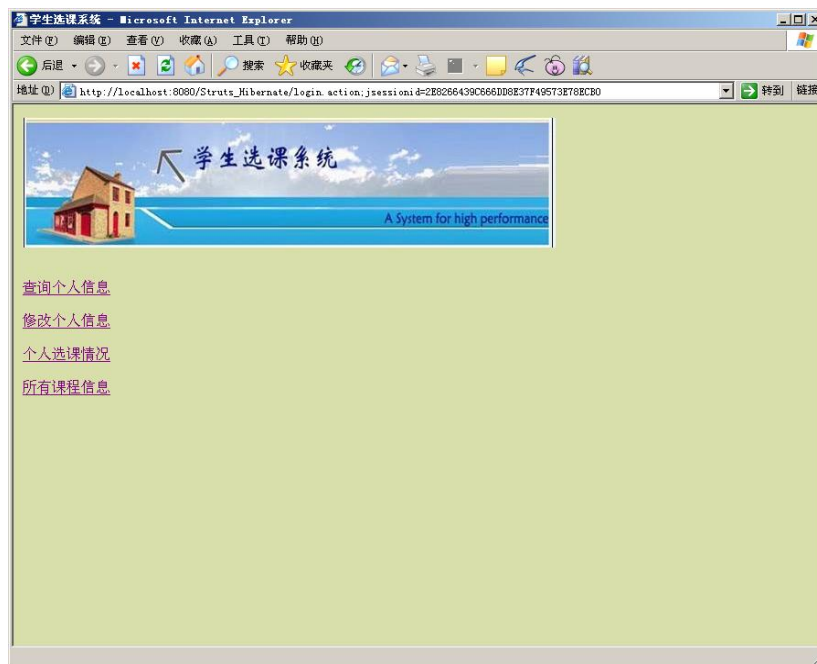 学生选课系统 - Microsoft Internet Explorer
文件(F) 编辑(E) 查看(V) 收藏(A) 工具(T) 帮助(H)
后退 搜索 收藏夹
地址(D) http://localhost:8080/Struts_Hibernate/login.action;jsessionid=2E8266439C666DD8E37F49573E78ECB0 转到 链接
学生选课系统
A System for high performance
查询个人信息
修改个人信息
个人选课情况
所有课程信息